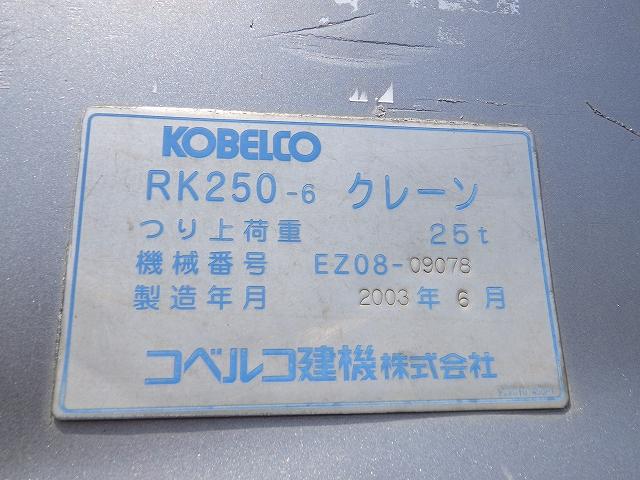 KOBELCO
RK250-6 クレーン
つり上荷重 25t
機械番号 EZ08-09078
製造年月 2003年 6月
コベルコ建機株式会社